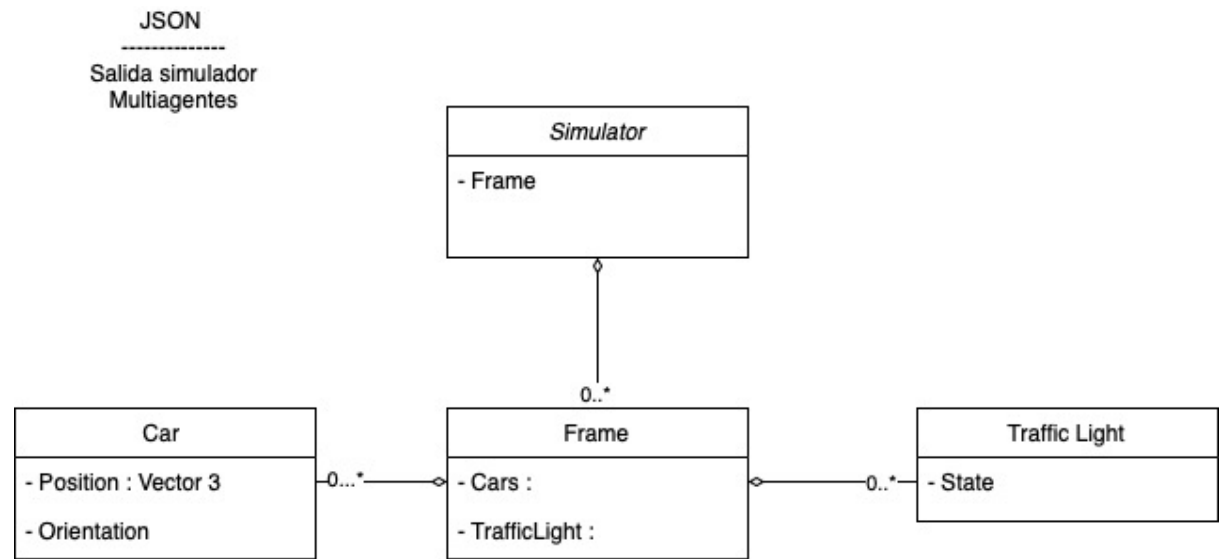 JSON
--------------
Salida simulador
Multiagentes
Simulator
- Frame
0..*
Car
- Position : Vector 3
- Orientation
0...*
Frame
- Cars :
- TrafficLight :
0..*
Traffic Light
- State